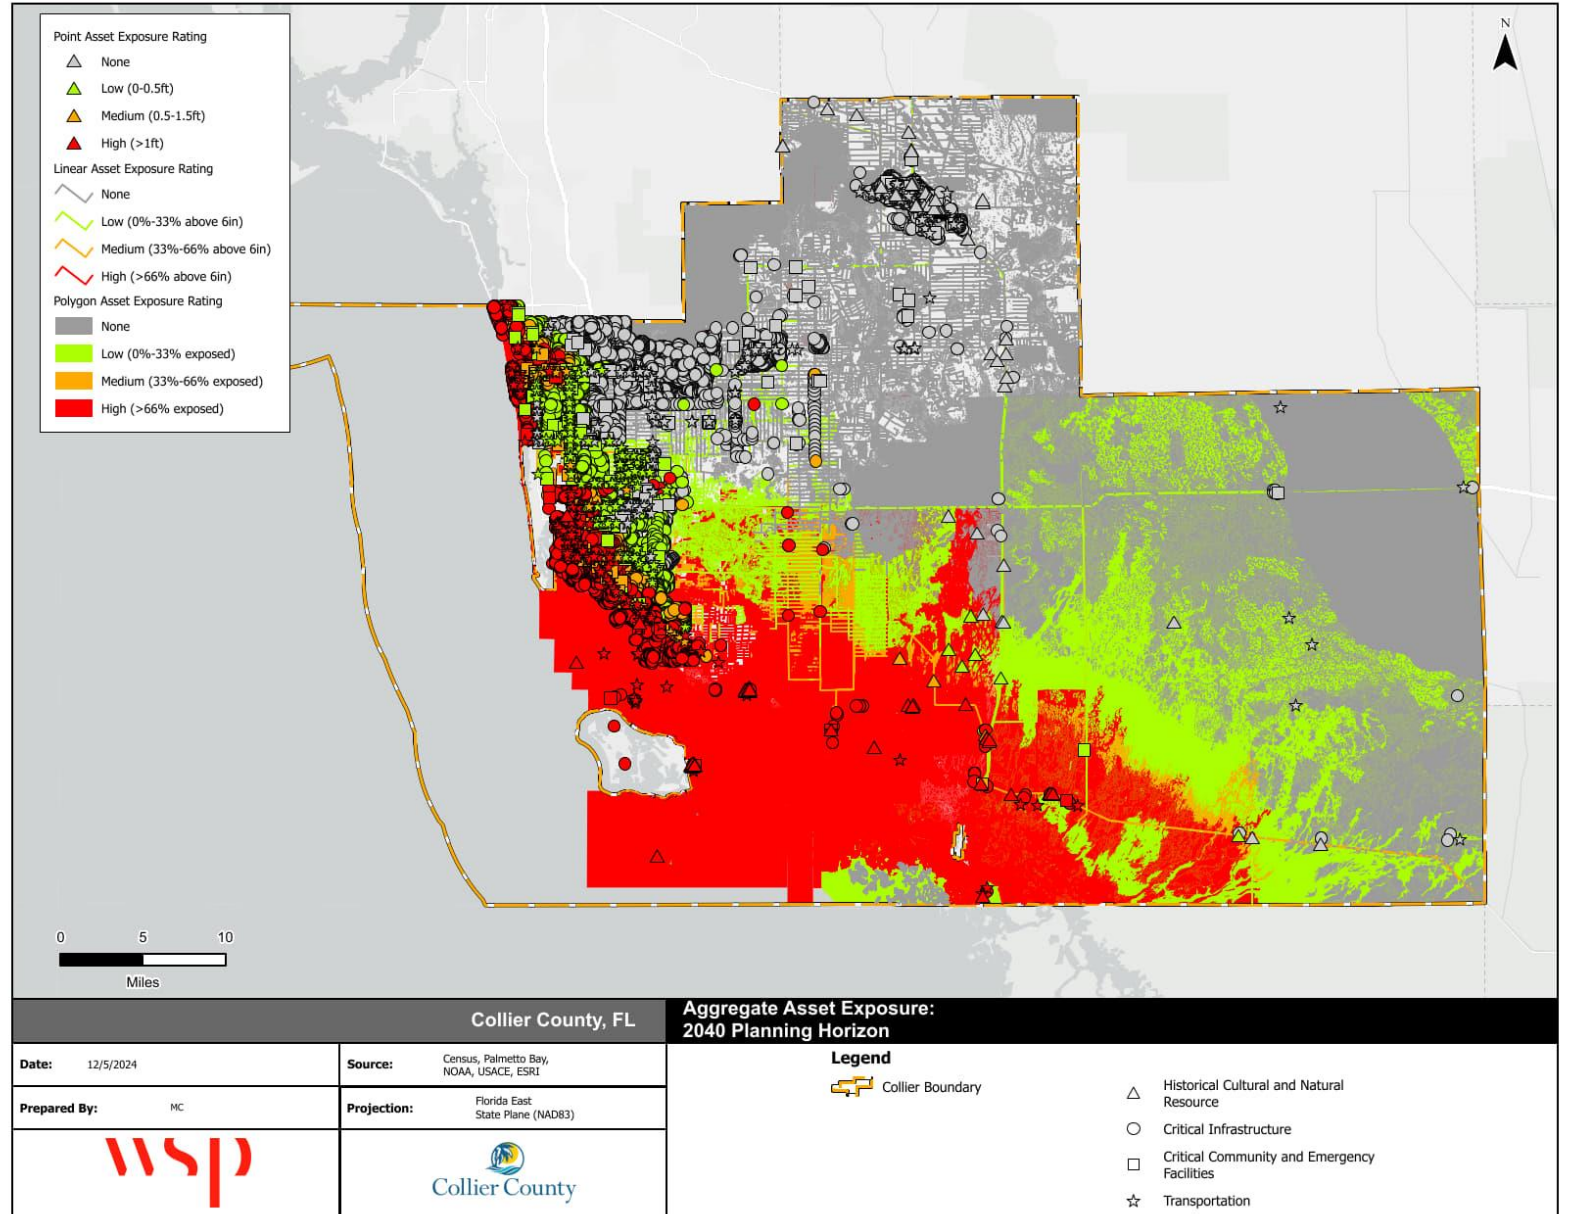 Point Asset Exposure Rating
None
Low (0-0.5ft)
Medium (0.5-1.5ft)
High (>1ft)
Linear Asset Exposure Rating
None
Low (0%-33% above 6in)
Medium (33%-66% above 6in)
High (>66% above 6in)
Polygon Asset Exposure Rating
None
Low (0%-33% exposed)
Medium (33%-66% exposed)
High (>66% exposed)
N
0 5 10
Miles
Collier County, FL
Aggregate Asset Exposure:
2040 Planning Horizon
Date: 12/5/2024
Source: Census, Palmetto Bay,
NOAA, USACE, ESRI
Prepared By: MC
Projection: Florida East
State Plane (NAD83)
wsp
Collier County
Legend
Collier Boundary
Historical Cultural and Natural
Resource
Critical Infrastructure
Critical Community and Emergency
Facilities
Transportation